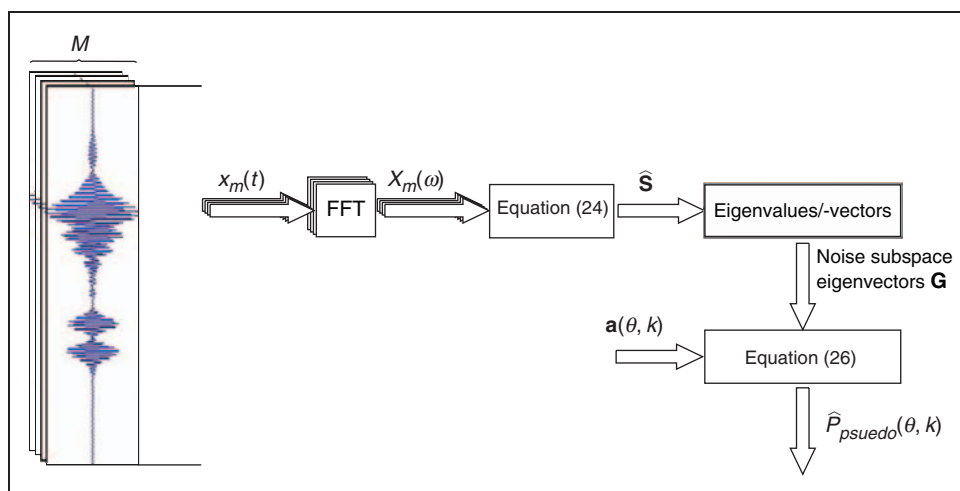 M
x_m(t)
FFT
X_m(ω)
Equation (24)
Ŝ
Eigenvalues/-vectors
Noise subspace
eigenvectors G
a(θ, k)
Equation (26)
P̂_psuedo(θ, k)